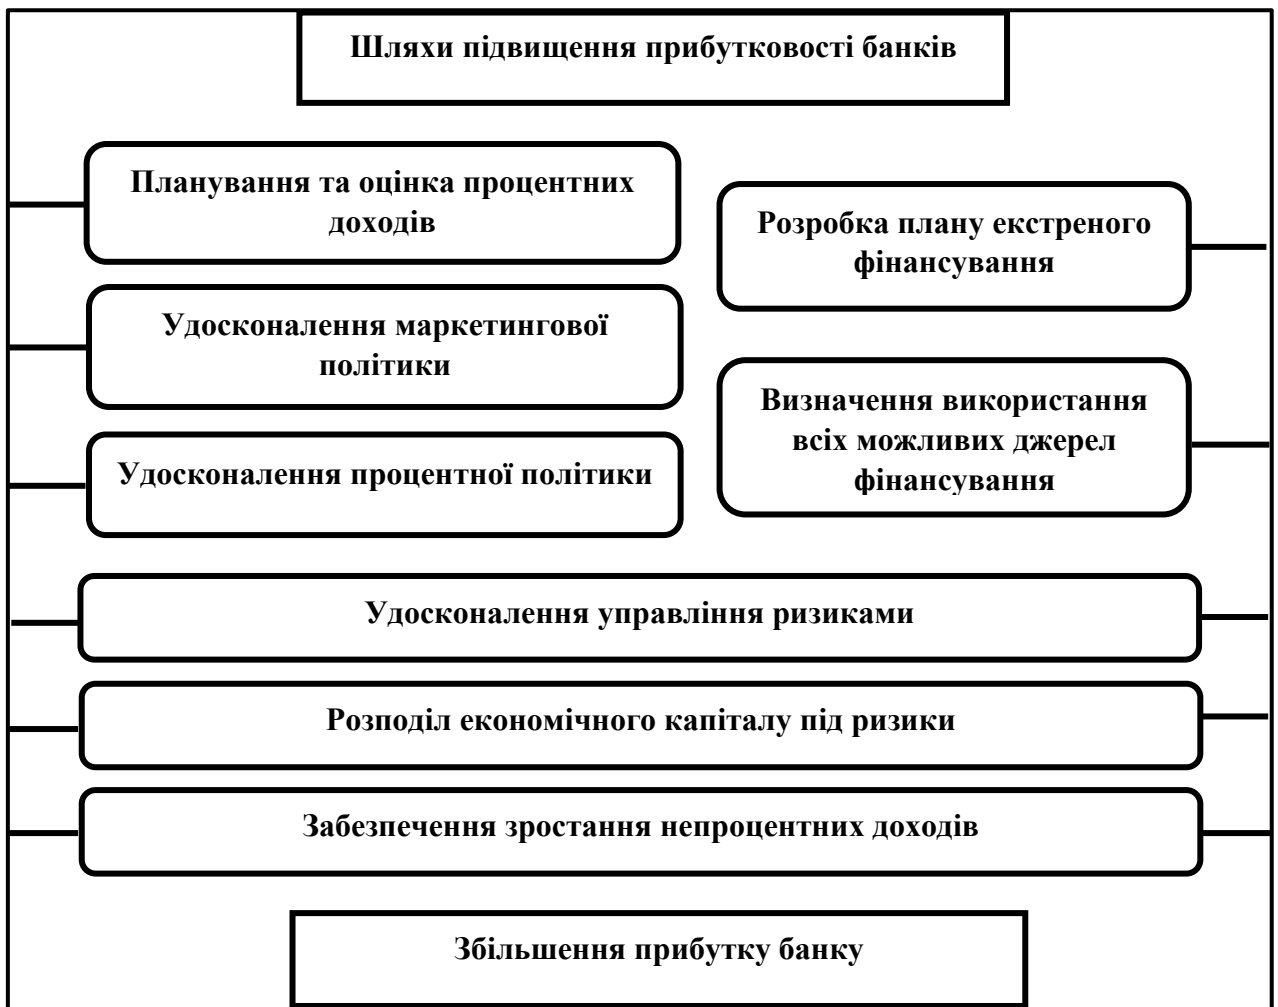 Шляхи підвищення прибутковості банків
Планування та оцінка процентних
доходів
Удосконалення маркетингової
політики
Удосконалення процентної політики
Розробка плану екстреного
фінансування
Визначення використання
всіх можливих джерел
фінансування
Удосконалення управління ризиками
Розподіл економічного капіталу під ризики
Забезпечення зростання непроцентних доходів
Збільшення прибутку банку